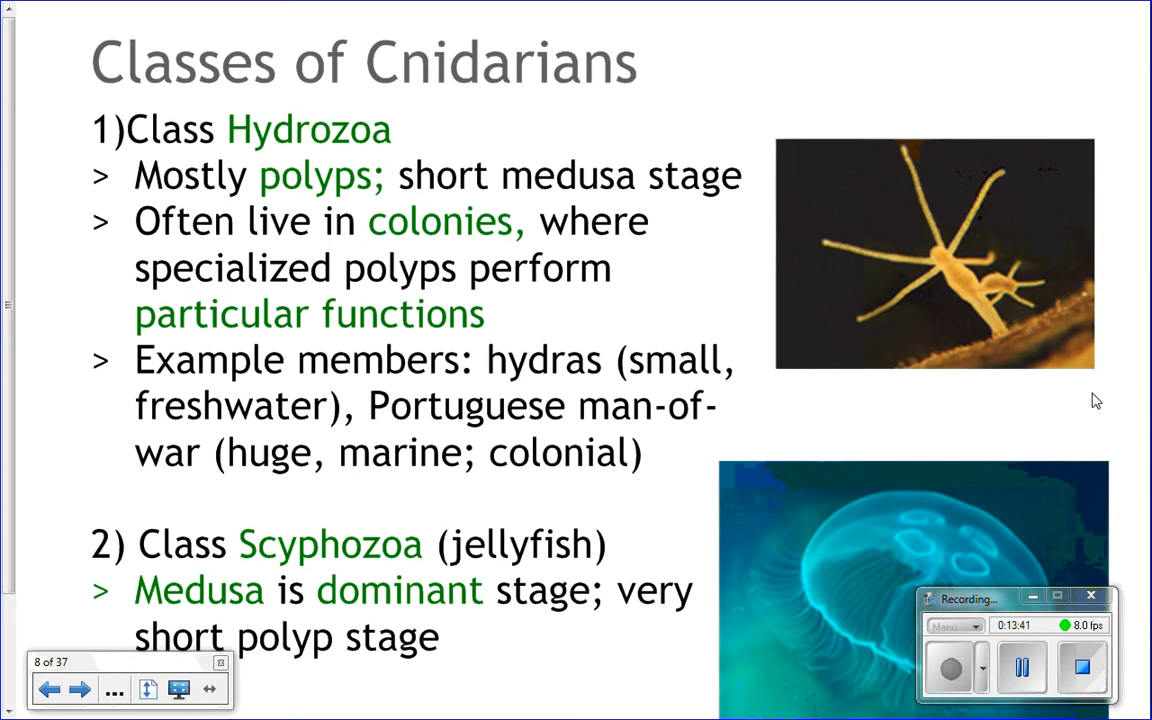 Classes of Cnidarians
1)Class Hydrozoa
> Mostly polyps; short medusa stage
> Often live in colonies, where
specialized polyps perform
particular functions
> Example members: hydras (small,
freshwater), Portuguese man-of-
war (huge, marine; colonial)
2) Class Scyphozoa (jellyfish)
> Medusa is dominant stage; very
short polyp stage
Recording...
Menu
0:13:41
8.0 fps
8 of 37